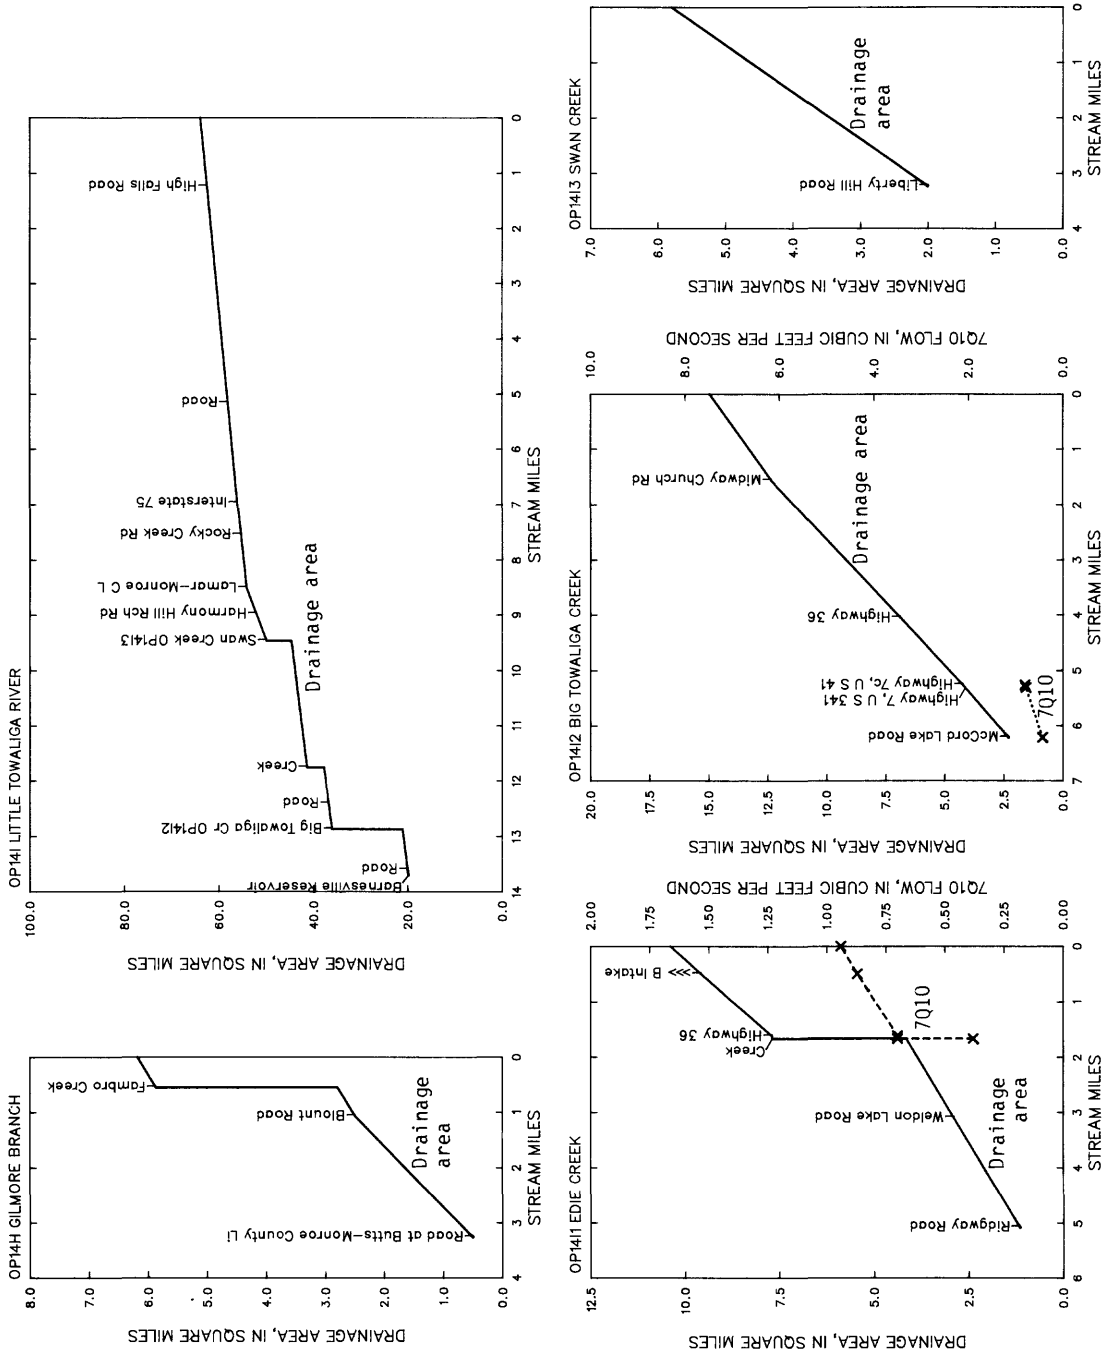 OP14H GILMORE BRANCH
DRAINAGE AREA, IN SQUARE MILES
8.0
6.0
4.0
2.0
0.0
Road at Butts-Monroe County Li
Blount Road
Fambro Creek
Drainage
area
4
3
2
1
0
STREAM MILES
OP14I LITTLE TOWALIGA RIVER
DRAINAGE AREA, IN SQUARE MILES
100.0
80.0
60.0
40.0
20.0
0.0
Barnesville Reservoir
Road
Big Towaliga Cr OP14I2
Road
Creek
Swan Creek OP14I3
Harmony Hill Rch Rd
Lamar-Monroe C L
Rocky Creek Rd
Interstate 75
Road
High Falls Road
Drainage area
14
13
12
11
10
9
8
7
6
5
4
3
2
1
0
STREAM MILES
OP14I1 EDIE CREEK
DRAINAGE AREA, IN SQUARE MILES
12.5
10.0
7.5
5.0
2.5
0.0
Ridgway Road
Weldon Lake Road
Creek
Highway 36
>>> B Intake
7Q10
Drainage
area
6
5
4
3
2
1
0
STREAM MILES
2.00
1.75
1.50
1.25
1.00
0.75
0.50
0.25
0.00
7Q10 FLOW, IN CUBIC FEET PER SECOND
OP14I2 BIG TOWALIGA CREEK
DRAINAGE AREA, IN SQUARE MILES
20.0
17.5
15.0
12.5
10.0
7.5
5.0
2.5
0.0
McCord Lake Road
Highway 7, U S 341
Highway 7c, U S 41
Highway 36
Midway Church Rd
Drainage area
7Q10
7
6
5
4
3
2
1
0
STREAM MILES
10.0
8.0
6.0
4.0
2.0
0.0
7Q10 FLOW, IN CUBIC FEET PER SECOND
OP14I3 SWAN CREEK
DRAINAGE AREA, IN SQUARE MILES
7.0
6.0
5.0
4.0
3.0
2.0
1.0
0.0
Liberty Hill Road
Drainage
area
4
3
2
1
0
STREAM MILES